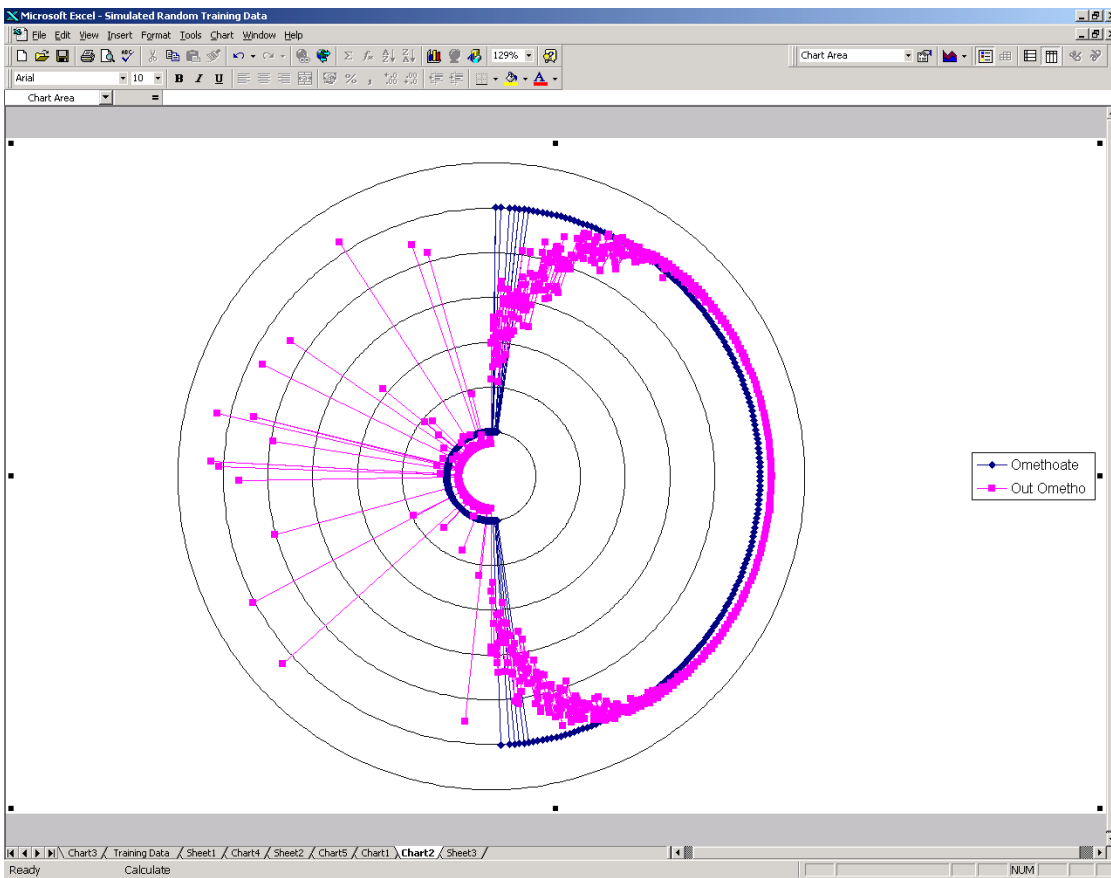 Microsoft Excel - Simulated Random Training Data
File Edit View Insert Format Tools Chart Window Help
129% Chart Area
Arial 10 B I U % , A
Chart Area =
Omethoate
Out Ometho
Chart3 / Training Data / Sheet1 / Chart4 / Sheet2 / Chart5 / Chart1 / Chart2 / Sheet3 /
Ready Calculate NUM